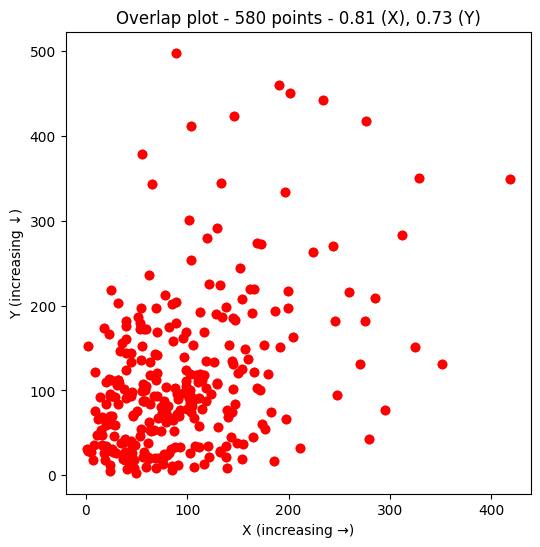 Overlap plot - 580 points - 0.81 (X), 0.73 (Y)
500
400
300
200
100
0
Y (increasing ↓)
0 100 200 300 400
X (increasing →)